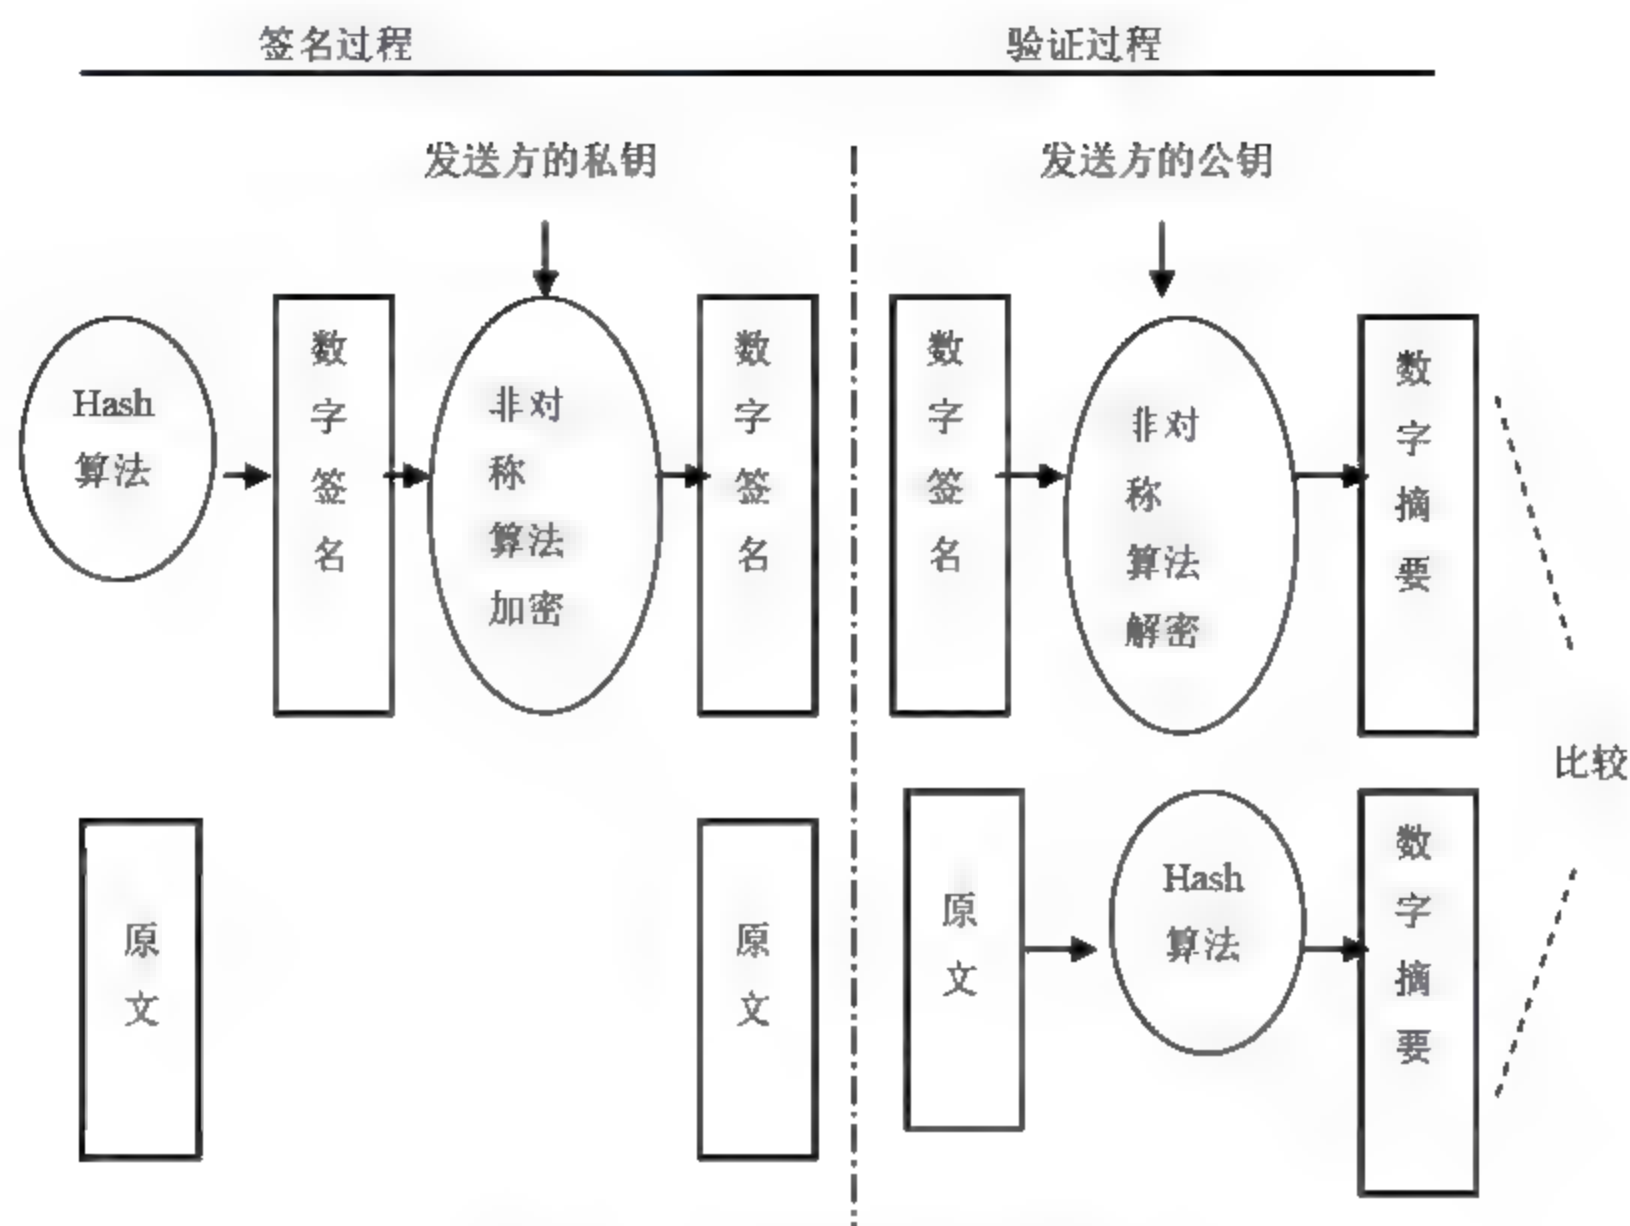 签名过程
验证过程
发送方的私钥
发送方的公钥
Hash
算法
数
字
签
名
非对
称
算法
加密
数
字
签
名
数
字
签
名
非对
称
算法
解密
数
字
摘
要
比较
原
文
原
文
原
文
Hash
算法
数
字
摘
要